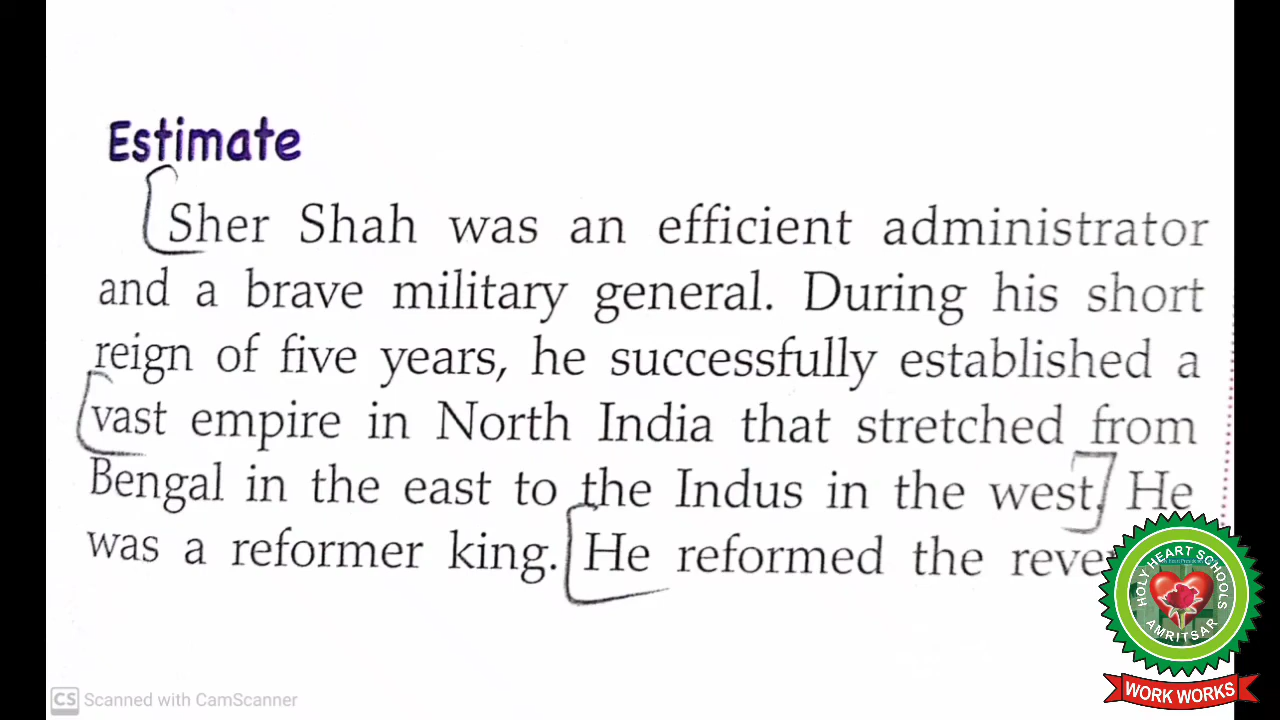 Estimate
Sher Shah was an efficient administrator
and a brave military general. During his short
reign of five years, he successfully established a
vast empire in North India that stretched from
Bengal in the east to the Indus in the west. He
was a reformer king. He reformed the
HOLY HEART SCHOOLS
AMRITSAR
WORK WORKS
CS Scanned with CamScanner